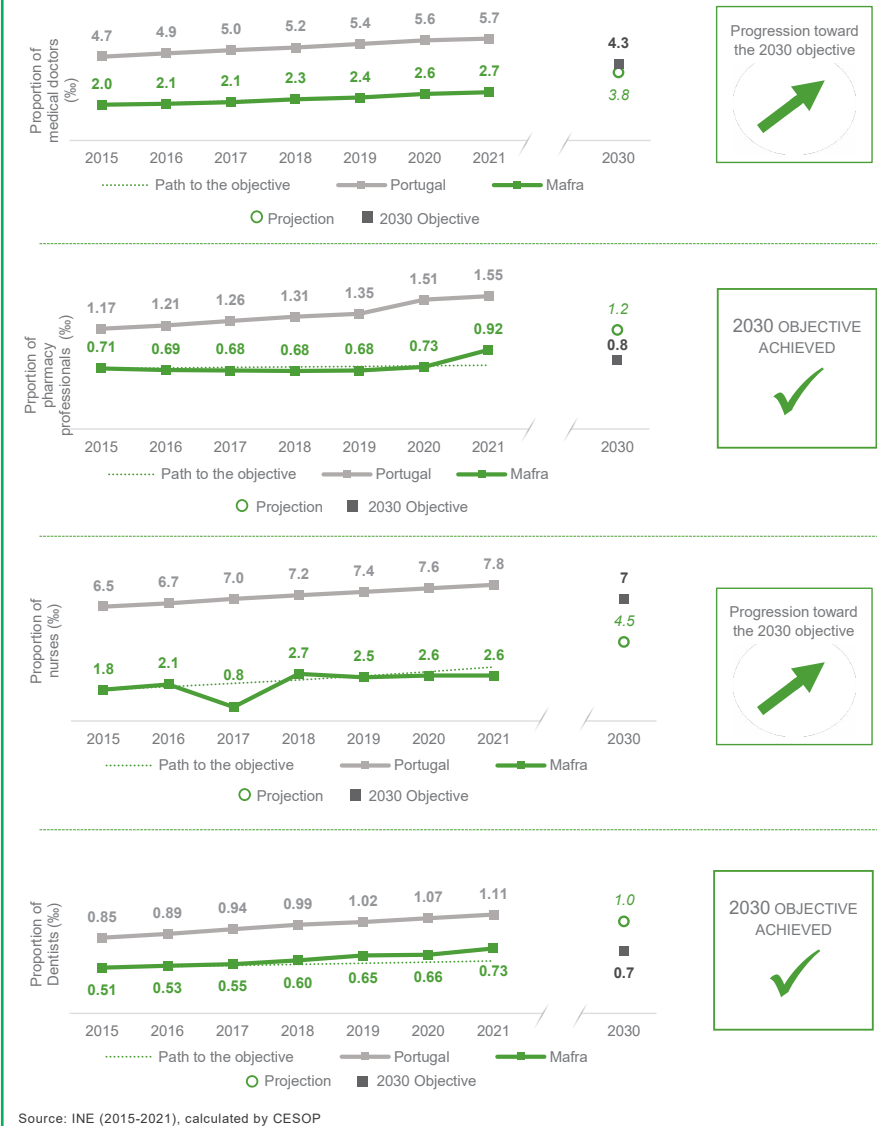 Proportion of
medical doctors
(‰)
4.7 4.9 5.0 5.2 5.4 5.6 5.7
2.0 2.1 2.1 2.3 2.4 2.6 2.7
4.3
3.8
2015 2016 2017 2018 2019 2020 2021 2030
Path to the objective Portugal Mafra
Projection 2030 Objective
Progression toward
the 2030 objective
Prportion of
pharmacy
professionals (‰)
1.17 1.21 1.26 1.31 1.35 1.51 1.55
0.71 0.69 0.68 0.68 0.68 0.73 0.92
1.2
0.8
2015 2016 2017 2018 2019 2020 2021 2030
Path to the objective Portugal Mafra
Projection 2030 Objective
2030 OBJECTIVE
ACHIEVED
Proportion of
nurses (‰)
6.5 6.7 7.0 7.2 7.4 7.6 7.8
1.8 2.1 0.8 2.7 2.5 2.6 2.6
7
4.5
2015 2016 2017 2018 2019 2020 2021 2030
Path to the objective Portugal Mafra
Projection 2030 Objective
Progression toward
the 2030 objective
Proportion of
Dentists (‰)
0.85 0.89 0.94 0.99 1.02 1.07 1.11
0.51 0.53 0.55 0.60 0.65 0.66 0.73
1.0
0.7
2015 2016 2017 2018 2019 2020 2021 2030
Path to the objective Portugal Mafra
Projection 2030 Objective
2030 OBJECTIVE
ACHIEVED
Source: INE (2015-2021), calculated by CESOP